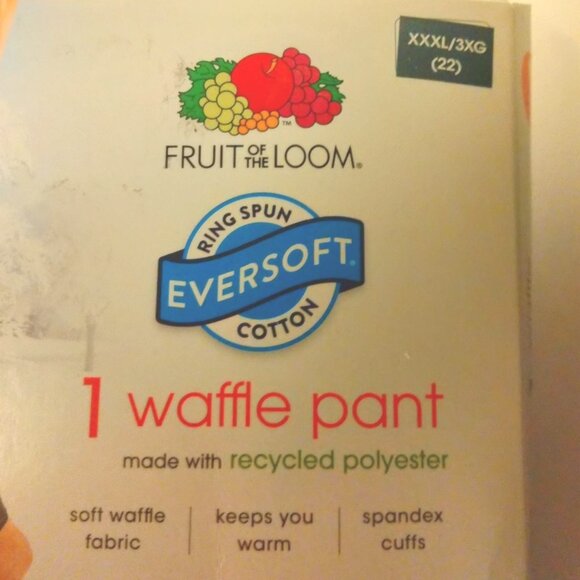 XXXL/3XG
(22)
™
FRUIT OF THE LOOM®
RING SPUN
EVERSOFT®
COTTON
1 waffle pant
made with recycled polyester
soft waffle fabric
keeps you warm
spandex cuffs